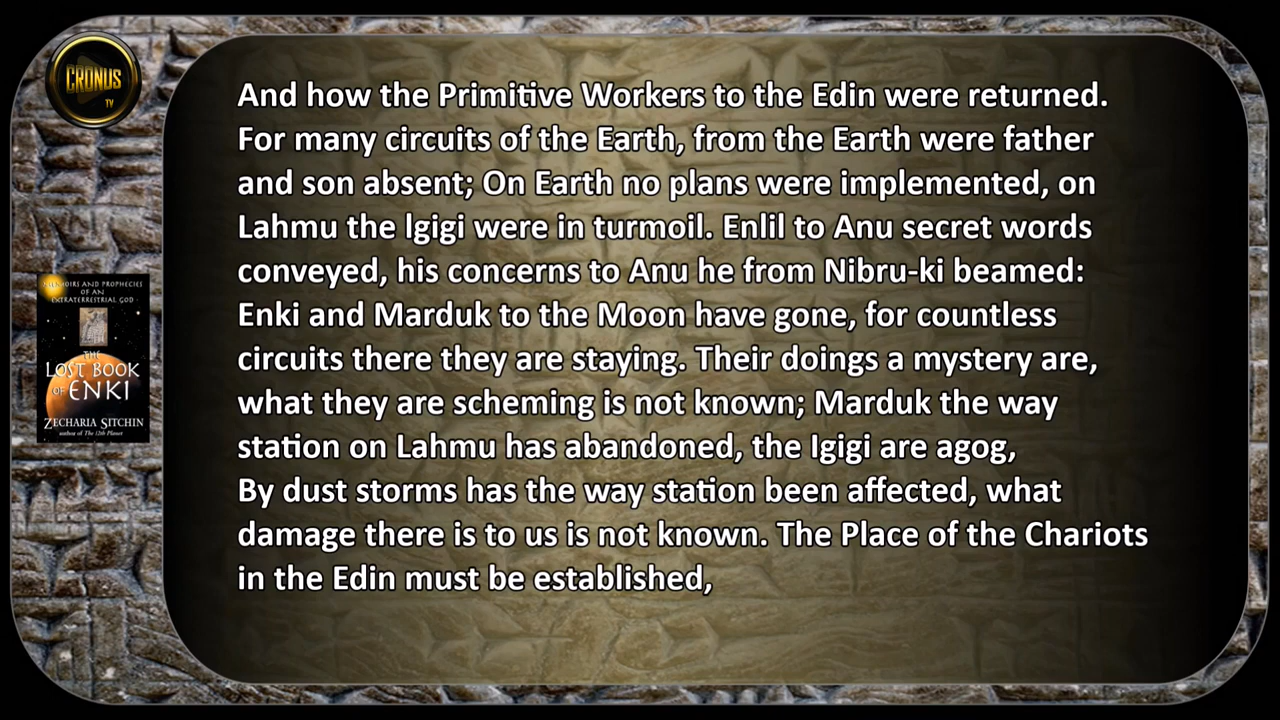 CRONUS
TV
And how the Primitive Workers to the Edin were returned.
For many circuits of the Earth, from the Earth were father
and son absent; On Earth no plans were implemented, on
Lahmu the lgigi were in turmoil. Enlil to Anu secret words
conveyed, his concerns to Anu he from Nibru-ki beamed:
Enki and Marduk to the Moon have gone, for countless
circuits there they are staying. Their doings a mystery are,
what they are scheming is not known; Marduk the way
station on Lahmu has abandoned, the Igigi are agog,
By dust storms has the way station been affected, what
damage there is to us is not known. The Place of the Chariots
in the Edin must be established,
MEMOIRS AND PROPHECIES
OF AN
EXTRATERRESTRIAL GOD
THE
LOST BOOK
OF ENKI
ZECHARIA SITCHIN
author of The 12th Planet